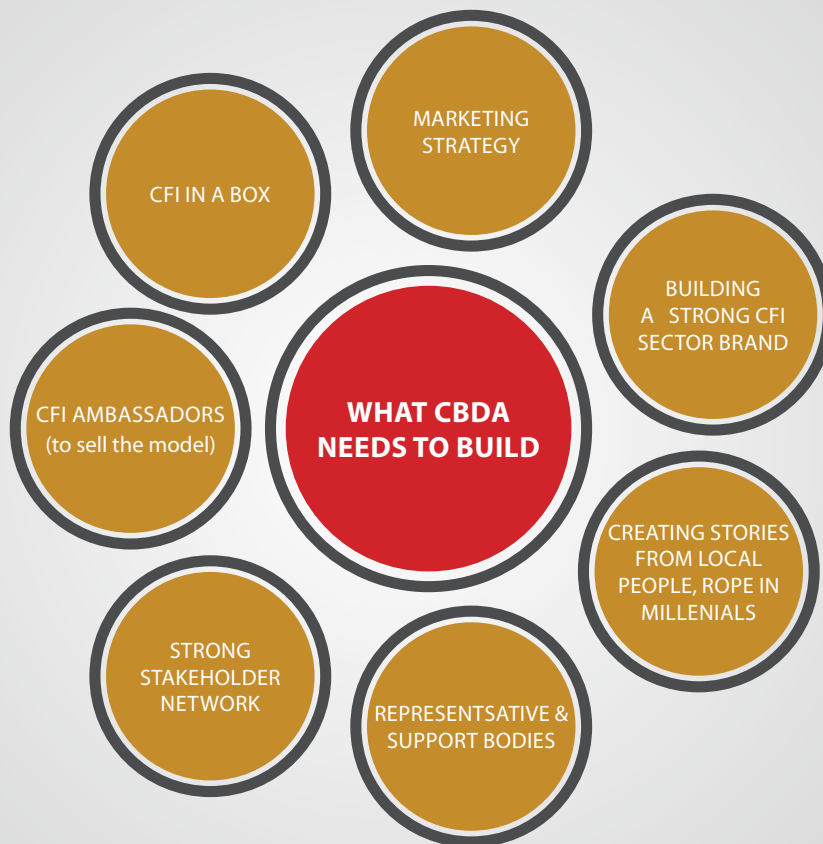 MARKETING
STRATEGY
CFI IN A BOX
BUILDING
A STRONG CFI
SECTOR BRAND
CFI AMBASSADORS
(to sell the model)
WHAT CBDA
NEEDS TO BUILD
CREATING STORIES
FROM LOCAL
PEOPLE, ROPE IN
MILLENIALS
STRONG
STAKEHOLDER
NETWORK
REPRESENTSATIVE &
SUPPORT BODIES